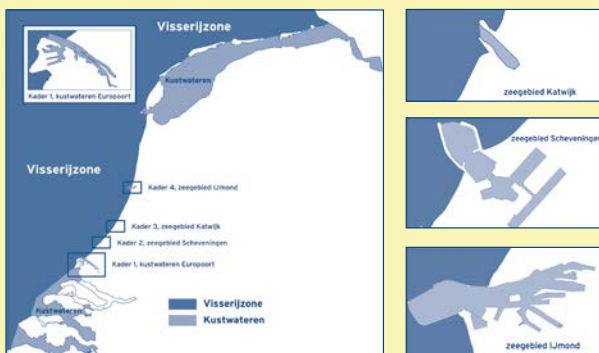 Visserijzone
Kustwateren
Kader 1, kustwateren Europoort
Visserijzone
Kader 4, zeegebied IJmond
Kader 3, zeegebied Katwijk
Kader 2, zeegebied Scheveningen
Kader 1, kustwateren Europoort
Kustwateren
Visserijzone
Kustwateren
zeegebied Katwijk
zeegebied Scheveningen
zeegebied IJmond